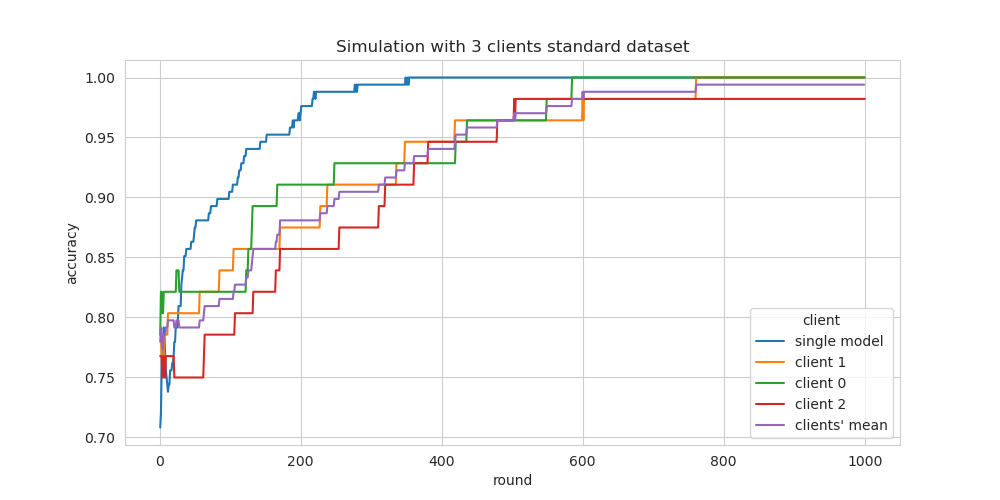 Simulation with 3 clients standard dataset
1.00
0.95
0.90
0.85
0.80
0.75
0.70
accuracy
0 200 400 600 800 1000
round
client
single model
client 1
client 0
client 2
clients' mean